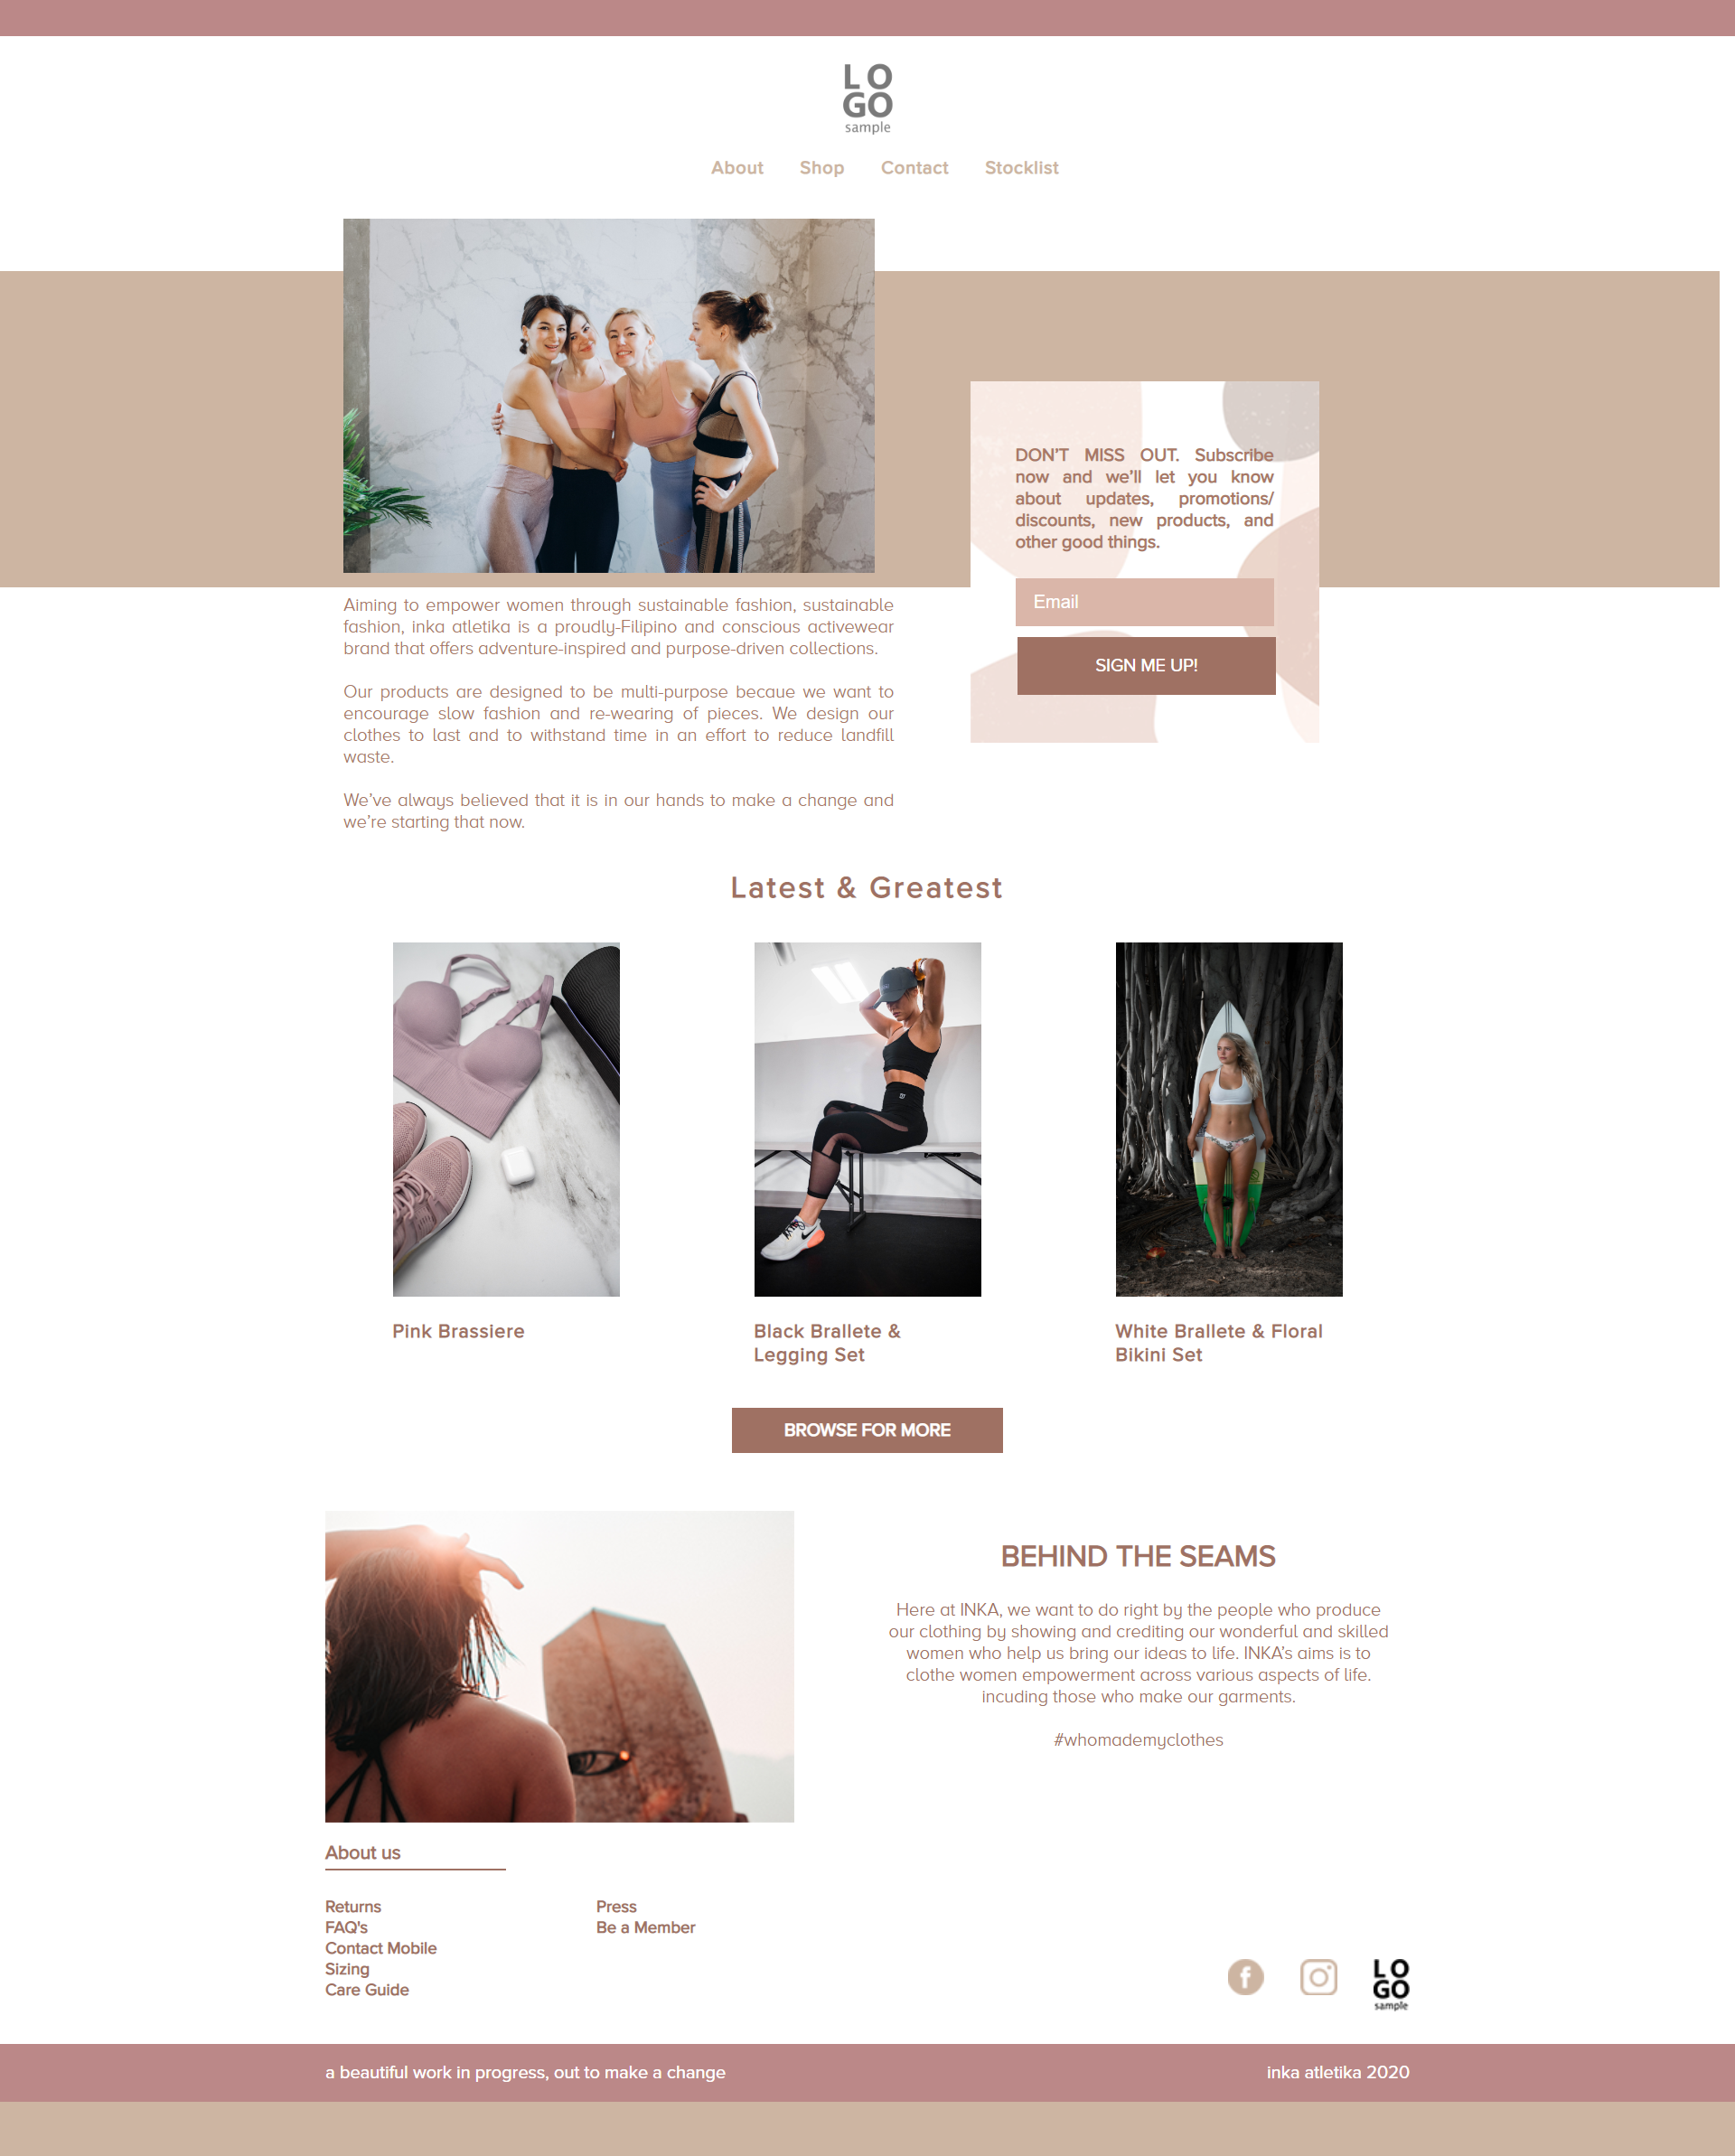 LO
GO
sample
About Shop Contact Stocklist
Aiming to empower women through sustainable fashion, sustainable
fashion, inka atletika is a proudly-Filipino and conscious activewear
brand that offers adventure-inspired and purpose-driven collections.
Our products are designed to be multi-purpose becaue we want to
encourage slow fashion and re-wearing of pieces. We design our
clothes to last and to withstand time in an effort to reduce landfill
waste.
We've always believed that it is in our hands to make a change and
we're starting that now.
DON'T MISS OUT. Subscribe
now and we'll let you know
about updates, promotions/
discounts, new products, and
other good things.
Email
SIGN ME UP!
Latest & Greatest
Pink Brassiere
Black Brallete &
Legging Set
White Brallete & Floral
Bikini Set
BROWSE FOR MORE
BEHIND THE SEAMS
Here at INKA, we want to do right by the people who produce
our clothing by showing and crediting our wonderful and skilled
women who help us bring our ideas to life. INKA's aims is to
clothe women empowerment across various aspects of life.
incuding those who make our garments.
#whomademyclothes
About us
Returns
FAQ's
Contact Mobile
Sizing
Care Guide
Press
Be a Member
LO
GO
sample
a beautiful work in progress, out to make a change
inka atletika 2020